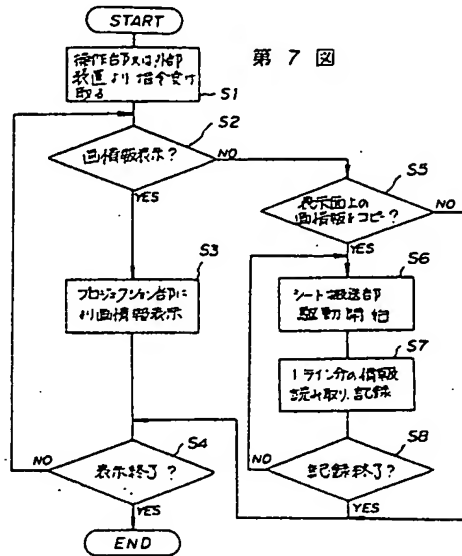 START
第 7 図
操作部又は外部
装置より指令受け
取る
S1
S2
画情報表示?
NO
YES
S5
表示面上の
画情報をコピー?
NO
YES
S3
プロジェクション部に
より画情報表示
S6
シート搬送部
駆動開始
S7
1ライン分の情報
読み取り、記録
S4
表示終了?
NO
YES
S8
記録終了?
NO
YES
END